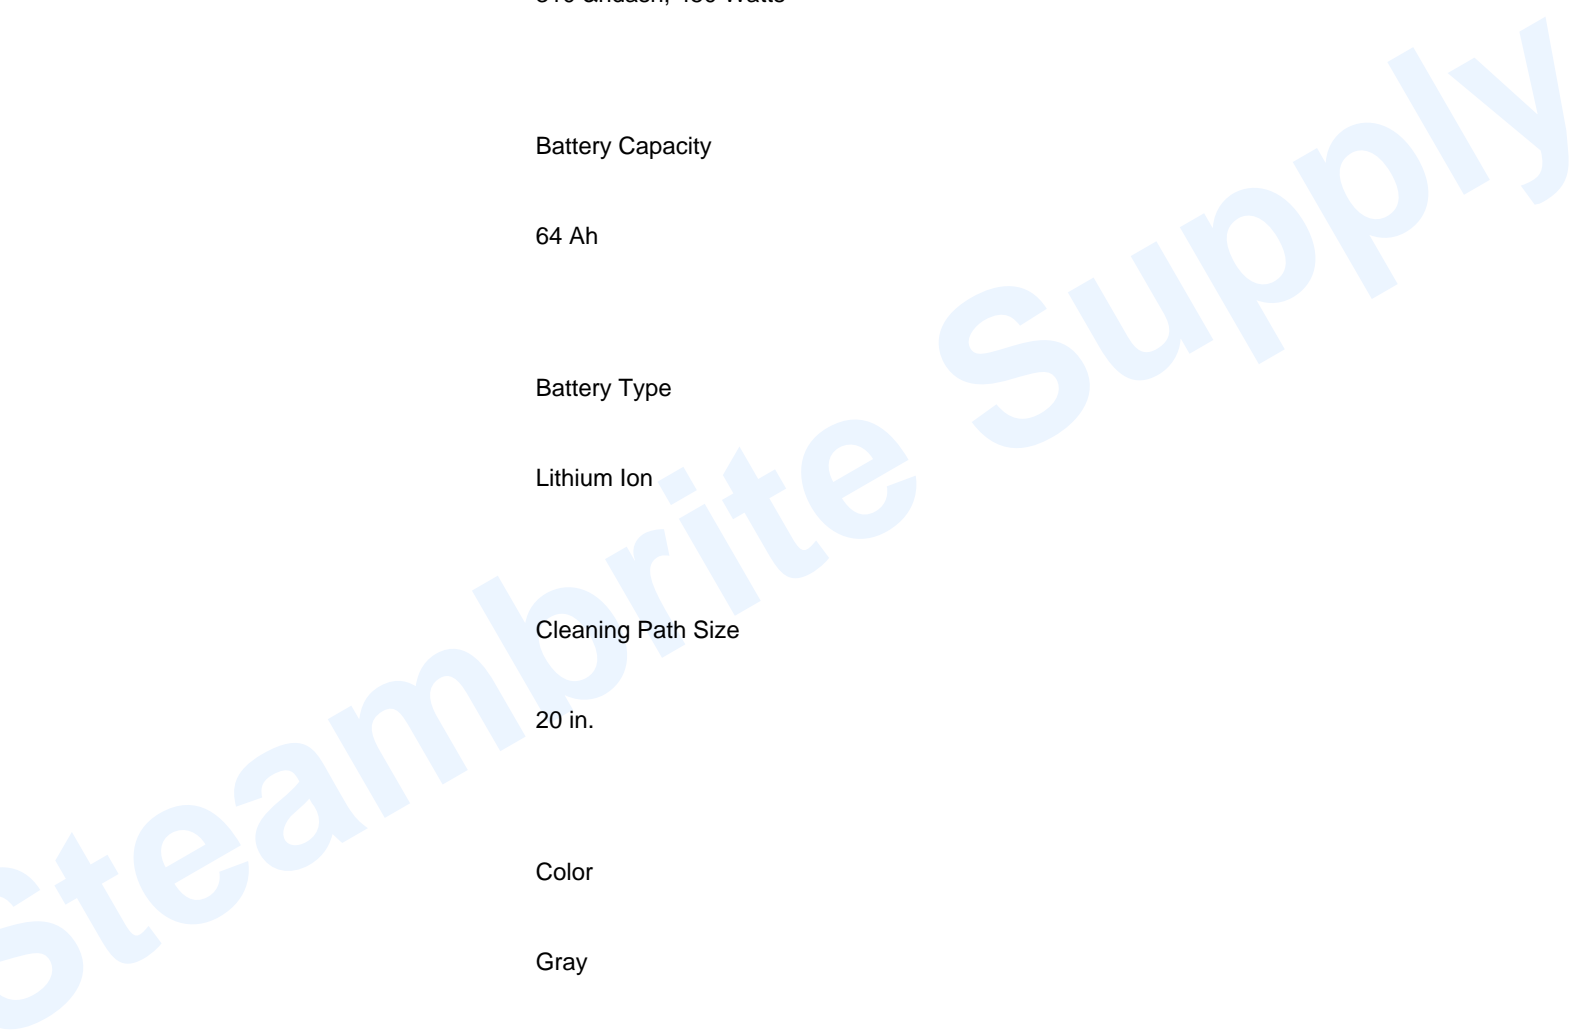 Battery Capacity
64 Ah
Battery Type
Lithium Ion
Cleaning Path Size
20 in.
Color
Gray
Steambrite Supply